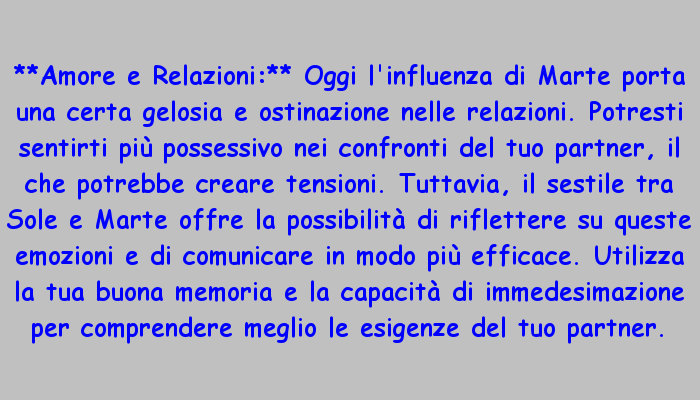 **Amore e Relazioni:** Oggi l'influenza di Marte porta
una certa gelosia e ostinazione nelle relazioni. Potresti
sentirti più possessivo nei confronti del tuo partner, il
che potrebbe creare tensioni. Tuttavia, il sestile tra
Sole e Marte offre la possibilità di riflettere su queste
emozioni e di comunicare in modo più efficace. Utilizza
la tua buona memoria e la capacità di immedesimazione
per comprendere meglio le esigenze del tuo partner.